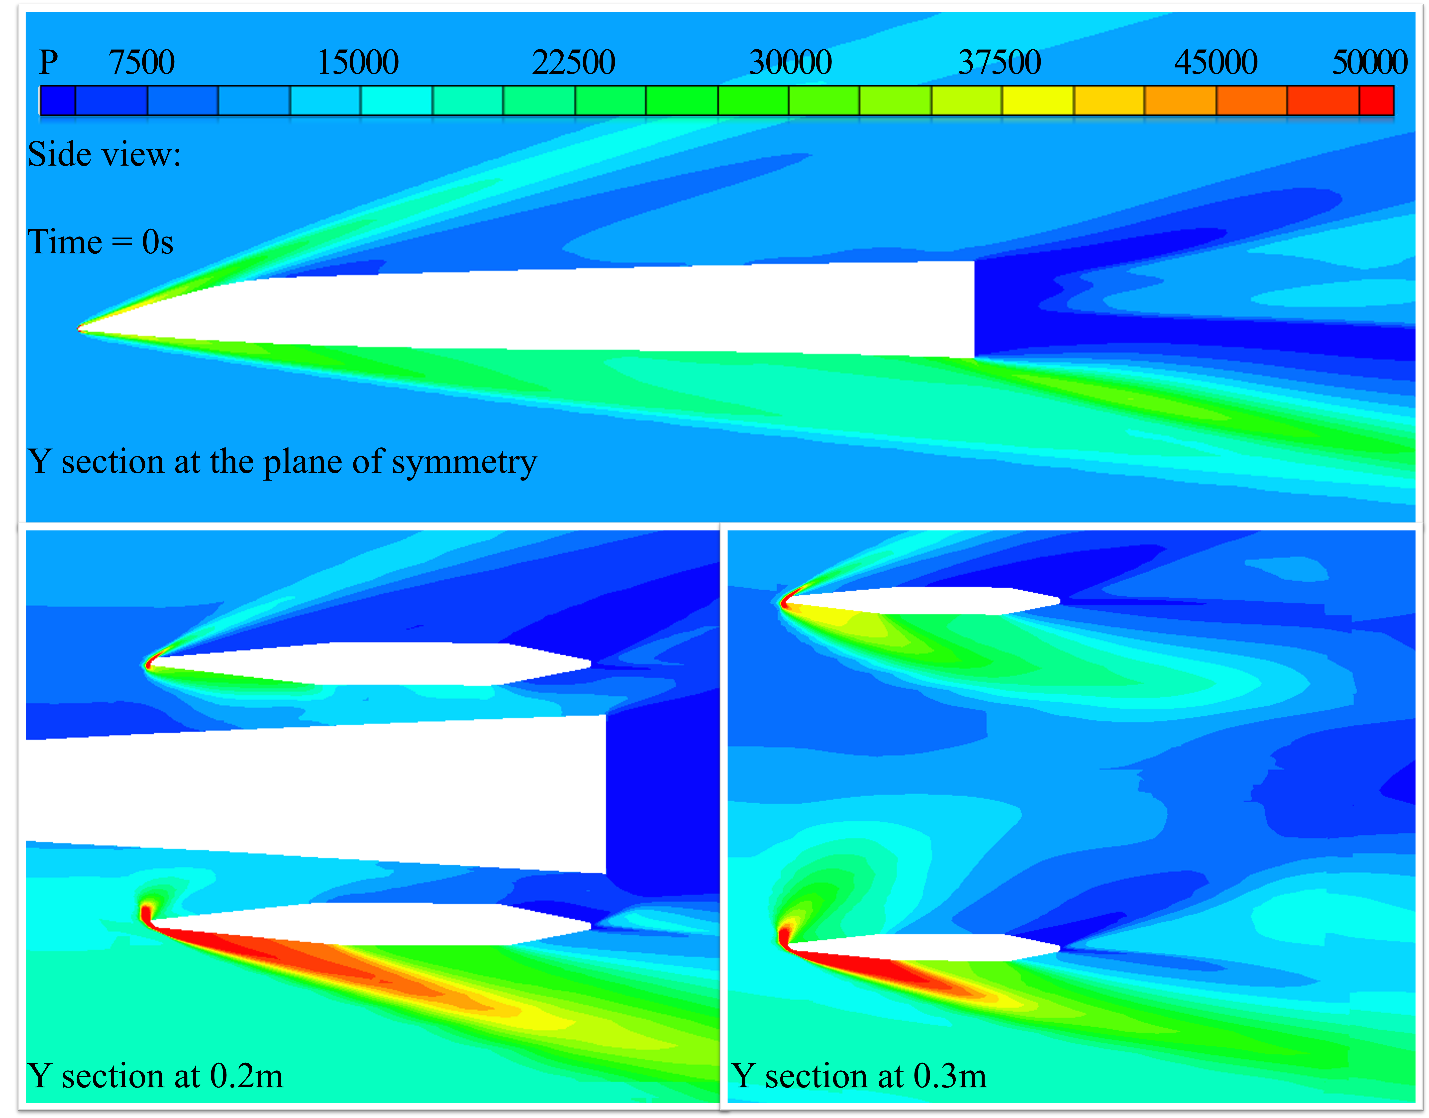 P 7500 15000 22500 30000 37500 45000 50000
Side view:
Time = 0s
Y section at the plane of symmetry
Y section at 0.2m
Y section at 0.3m